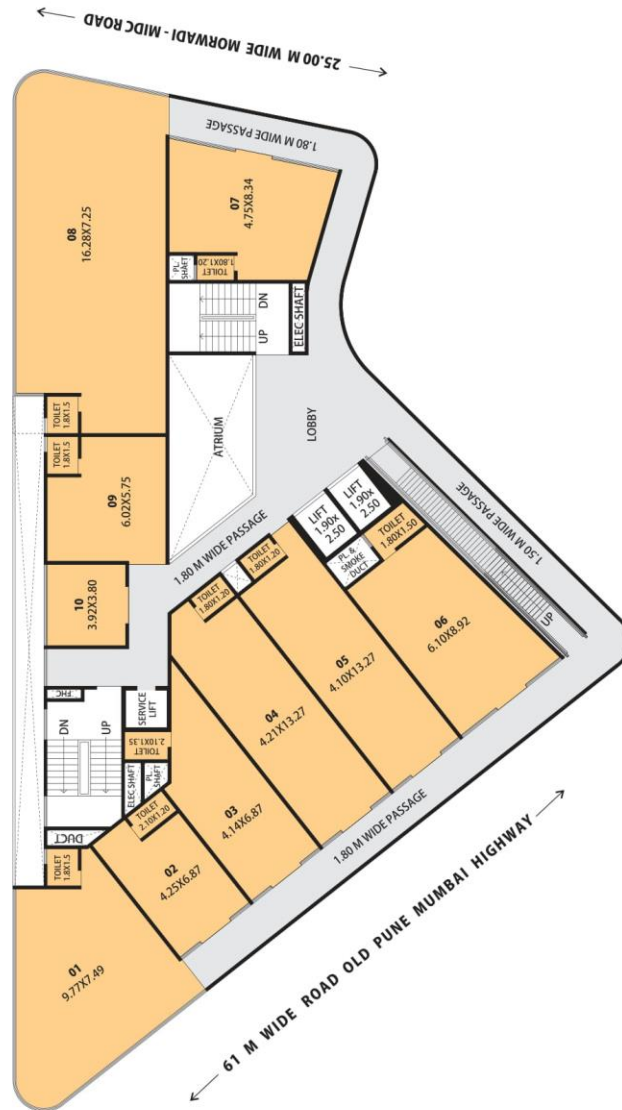 25.00 M WIDE MORWADI - MIDC ROAD
1.80 M WIDE PASSAGE
08
16.28X7.25
07
4.75X8.34
PL.
SHAFT
TOILET
1.80X1.20
DN
UP
ELEC SHAFT
TOILET
1.8X1.5
TOILET
1.8X1.5
ATRIUM
LOBBY
09
6.02X5.75
LIFT
1.90x
2.50
LIFT
1.90x
2.50
1.50 M WIDE PASSAGE
UP
1.80 M WIDE PASSAGE
TOILET
1.80X1.20
TOILET
1.80X1.20
PL. &
SMOKE
DUCT
TOILET
1.80X1.50
10
3.92X3.80
06
6.10X8.92
05
4.10X13.27
04
4.21X13.27
FHC
DN
UP
SERVICE
LIFT
TOILET
2.10X1.35
ELEC SHAFT
PL.
SHAFT
03
4.14X6.87
TOILET
2.10X1.20
02
4.25X6.87
DUCT
TOILET
1.8X1.5
1.80 M WIDE PASSAGE
01
9.77X7.49
61 M WIDE ROAD OLD PUNE MUMBAI HIGHWAY